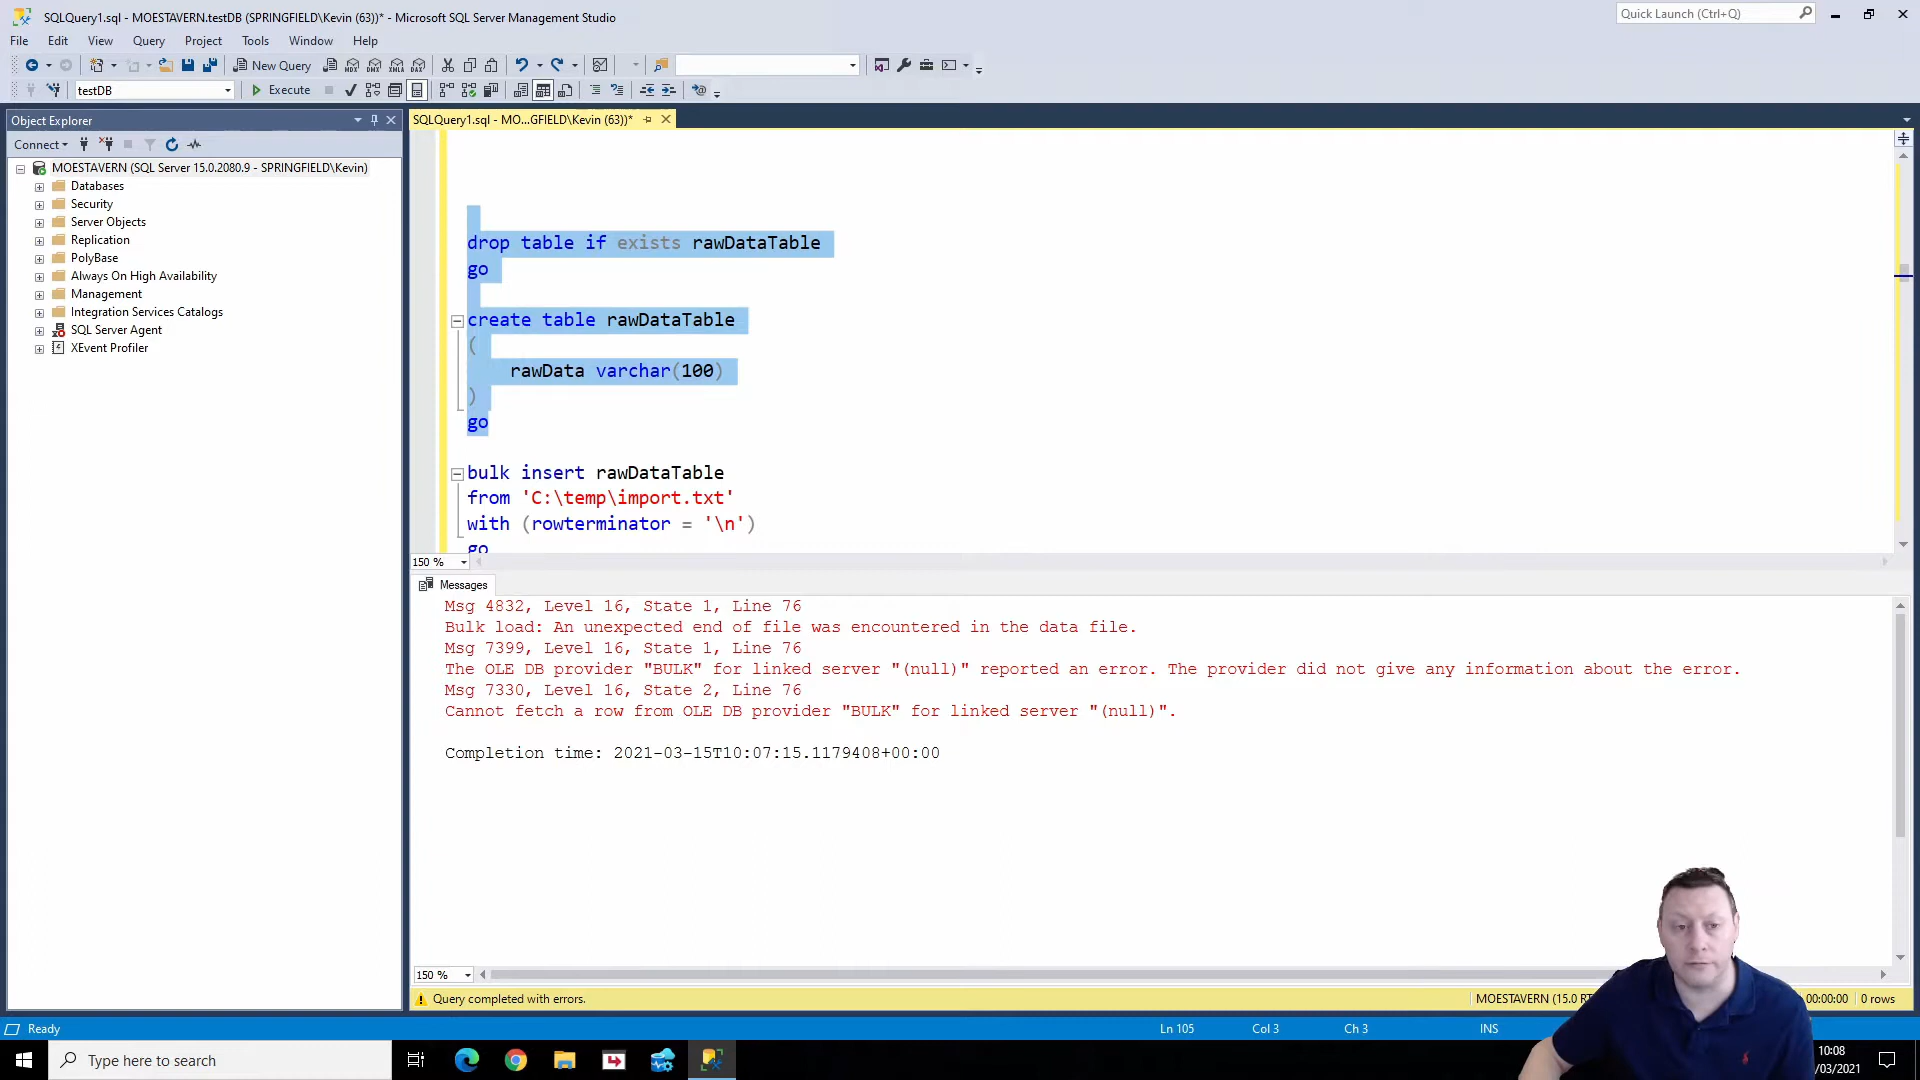 SQLQuery1.sql - MOESTAVERN.testDB (SPRINGFIELD\Kevin (63))* - Microsoft SQL Server Management Studio
Quick Launch (Ctrl+Q)
File Edit View Query Project Tools Window Help
New Query
testDB
Execute
Object Explorer
SQLQuery1.sql - MO...GFIELD\Kevin (63))*
Connect
MOESTAVERN (SQL Server 15.0.2080.9 - SPRINGFIELD\Kevin)
Databases
Security
Server Objects
Replication
PolyBase
Always On High Availability
Management
Integration Services Catalogs
SQL Server Agent
XEvent Profiler
drop table if exists rawDataTable
go
create table rawDataTable
(
rawData varchar(100)
)
go
bulk insert rawDataTable
from 'C:\temp\import.txt'
with (rowterminator = '\n')
go
150 %
Messages
Msg 4832, Level 16, State 1, Line 76
Bulk load: An unexpected end of file was encountered in the data file.
Msg 7399, Level 16, State 1, Line 76
The OLE DB provider "BULK" for linked server "(null)" reported an error. The provider did not give any information about the error.
Msg 7330, Level 16, State 2, Line 76
Cannot fetch a row from OLE DB provider "BULK" for linked server "(null)".
Completion time: 2021-03-15T10:07:15.1179408+00:00
150 %
Query completed with errors.
MOESTAVERN (15.0 00:00:00 0 rows
Ready
Ln 105 Col 3 Ch 3 INS
Type here to search
10:08
/03/2021